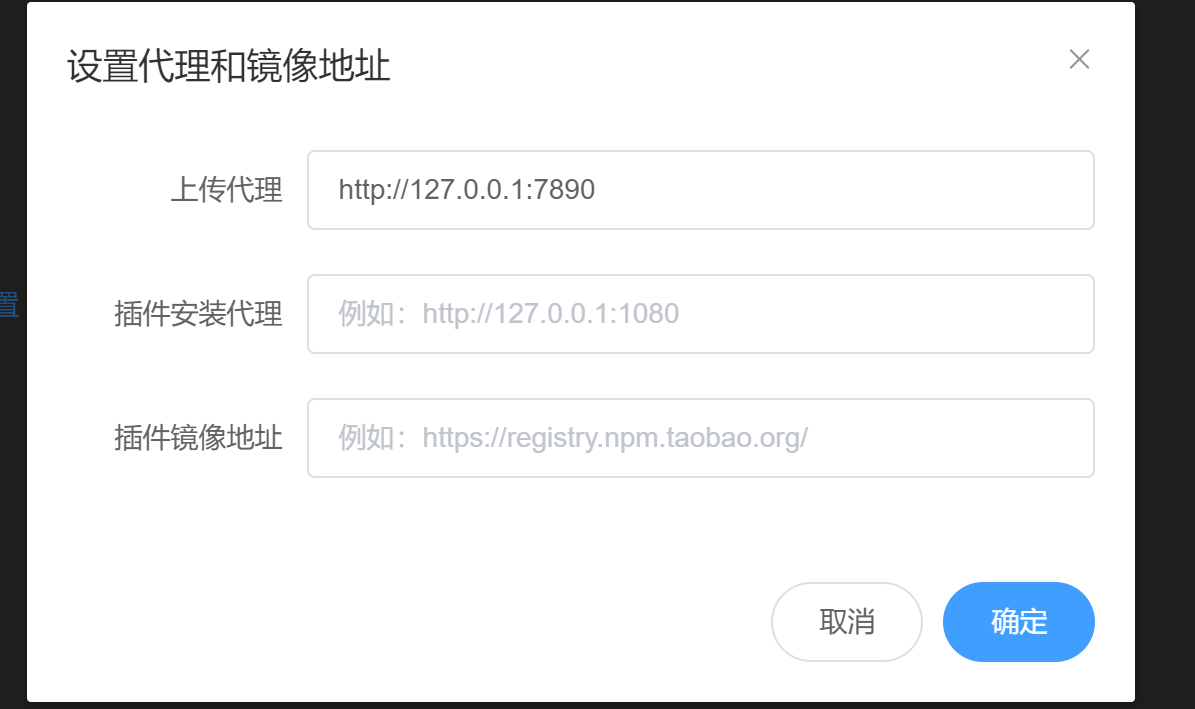 设置代理和镜像地址
上传代理 http://127.0.0.1:7890
置
插件安装代理 例如：http://127.0.0.1:1080
插件镜像地址 例如：https://registry.npm.taobao.org/
取消 确定